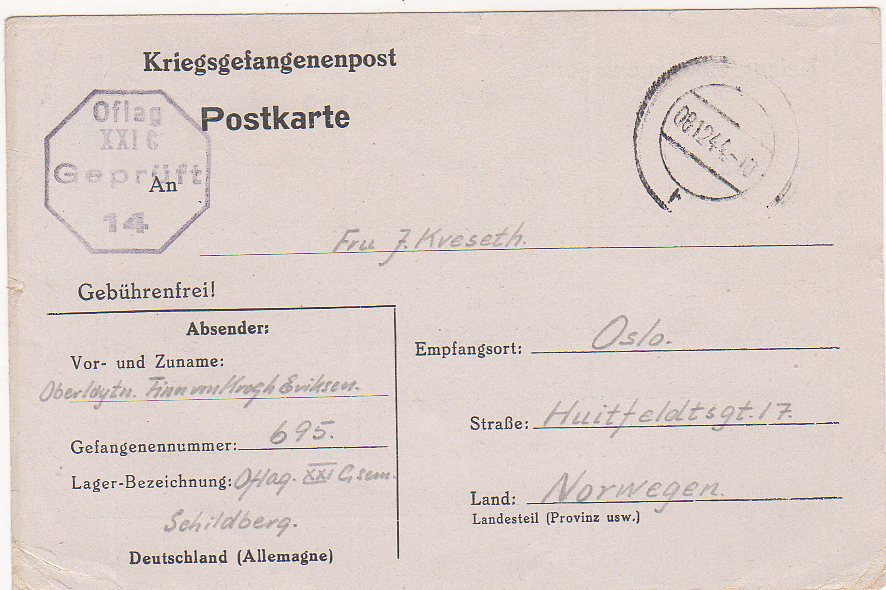 Kriegsgefangenenpost
Oflag
XXI C
Geprüft
14
Postkarte
08.12.44.-10
An
Fru J. Kreseth.
Gebührenfrei!
Absender:
Vor- und Zuname:
Finn von Krogh Eriksen.
Gefangenennummer: 695.
Lager-Bezeichnung: Oflag. XXI C,
Schildberg.
Deutschland (Allemagne)
Empfangsort: Oslo.
Straße: Huitfeldtsgt. 17.
Land: Norwegen.
Landesteil (Provinz usw.)